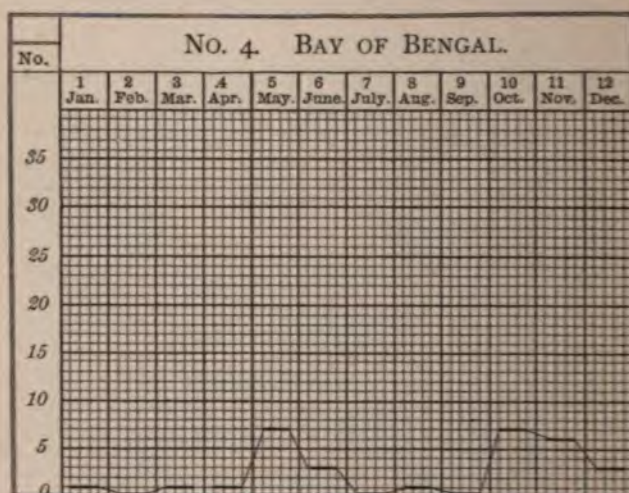 No. 4. BAY OF BENGAL.
No.
1 2 3 4 5 6 7 8 9 10 11 12
Jan. Feb. Mar. Apr. May. June. July. Aug. Sep. Oct. Nov. Dec.
35
30
25
20
15
10
5
0